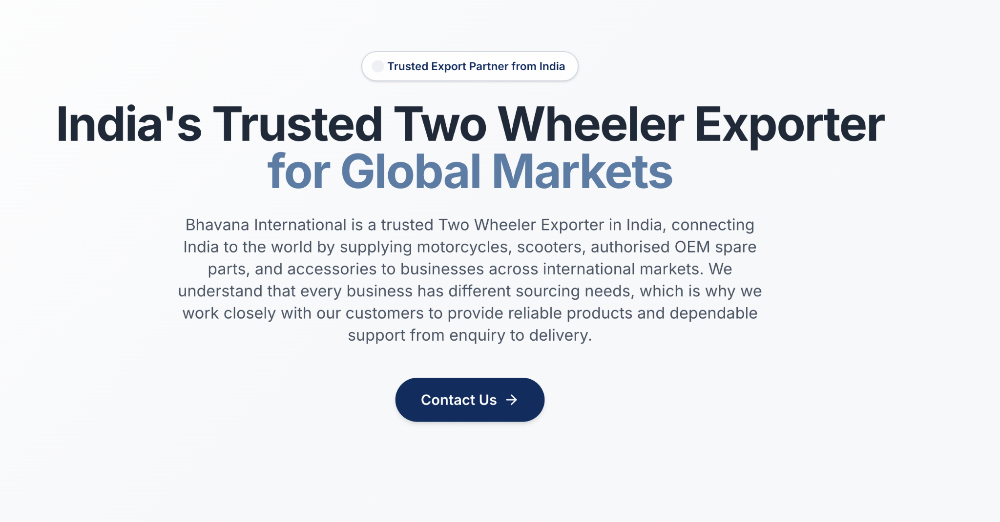 Trusted Export Partner from India
India's Trusted Two Wheeler Exporter
for Global Markets
Bhavana International is a trusted Two Wheeler Exporter in India, connecting
India to the world by supplying motorcycles, scooters, authorised OEM spare
parts, and accessories to businesses across international markets. We
understand that every business has different sourcing needs, which is why we
work closely with our customers to provide reliable products and dependable
support from enquiry to delivery.
Contact Us →